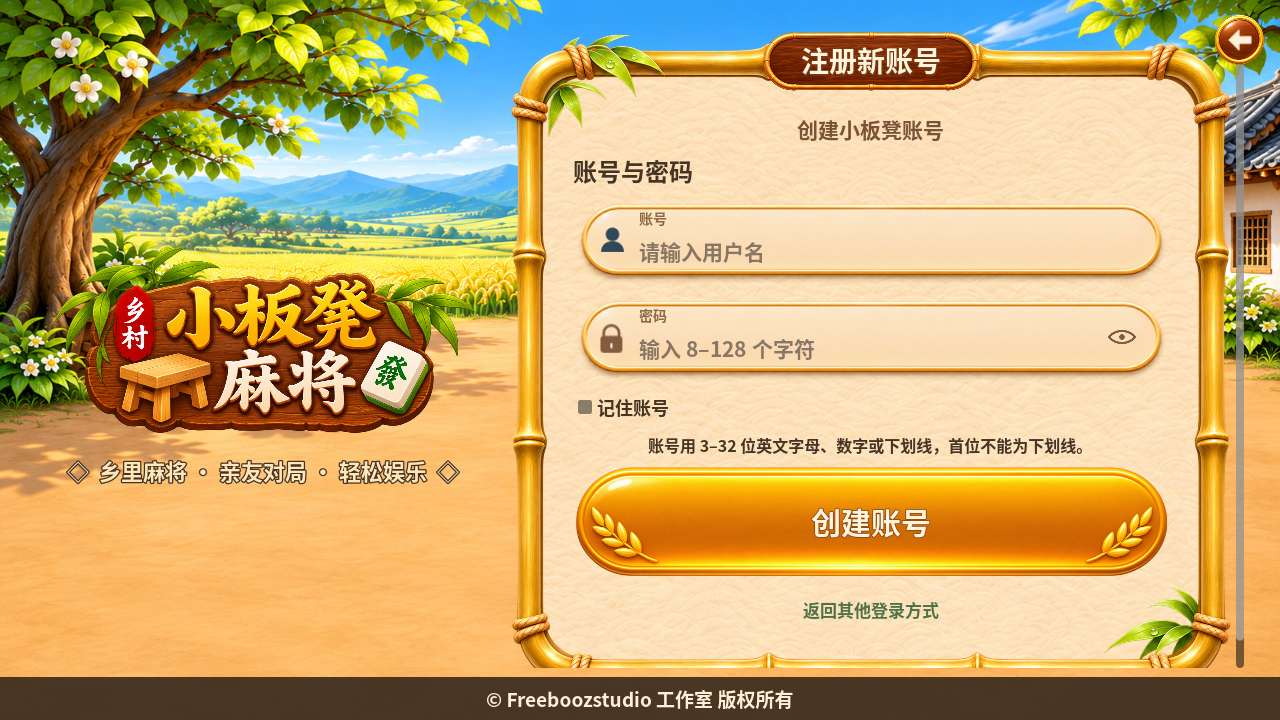 注册新账号
创建小板凳账号
账号与密码
账号
请输入用户名
密码
输入 8–128 个字符
记住账号
账号用 3–32 位英文字母、数字或下划线，首位不能为下划线。
创建账号
返回其他登录方式
乡村
小板凳
麻将
發
乡里麻将 · 亲友对局 · 轻松娱乐
© Freeboozstudio 工作室 版权所有